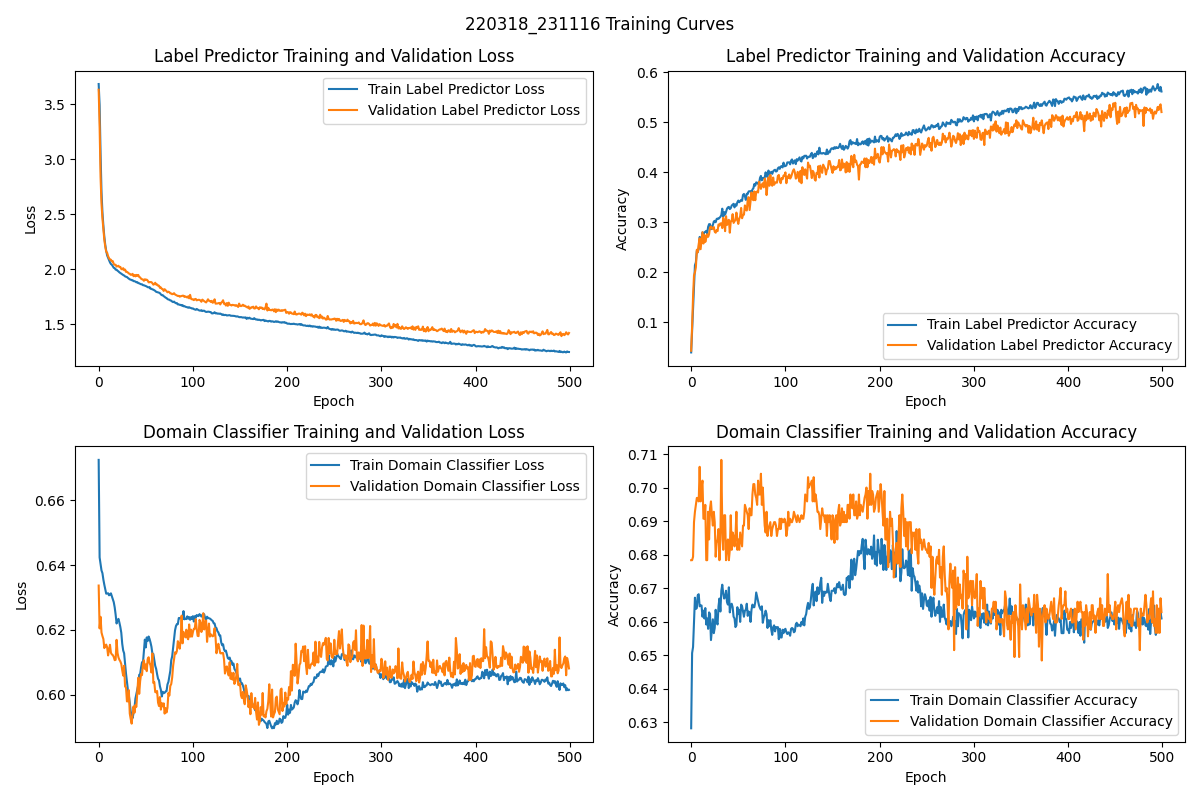 220318_231116 Training Curves
Label Predictor Training and Validation Loss
Train Label Predictor Loss
Validation Label Predictor Loss
3.5
3.0
2.5
2.0
1.5
Loss
0 100 200 300 400 500
Epoch
Label Predictor Training and Validation Accuracy
0.6
0.5
0.4
0.3
0.2
0.1
Accuracy
Train Label Predictor Accuracy
Validation Label Predictor Accuracy
0 100 200 300 400 500
Epoch
Domain Classifier Training and Validation Loss
Train Domain Classifier Loss
Validation Domain Classifier Loss
0.66
0.64
0.62
0.60
Loss
0 100 200 300 400 500
Epoch
Domain Classifier Training and Validation Accuracy
0.71
0.70
0.69
0.68
0.67
0.66
0.65
0.64
0.63
Accuracy
Train Domain Classifier Accuracy
Validation Domain Classifier Accuracy
0 100 200 300 400 500
Epoch